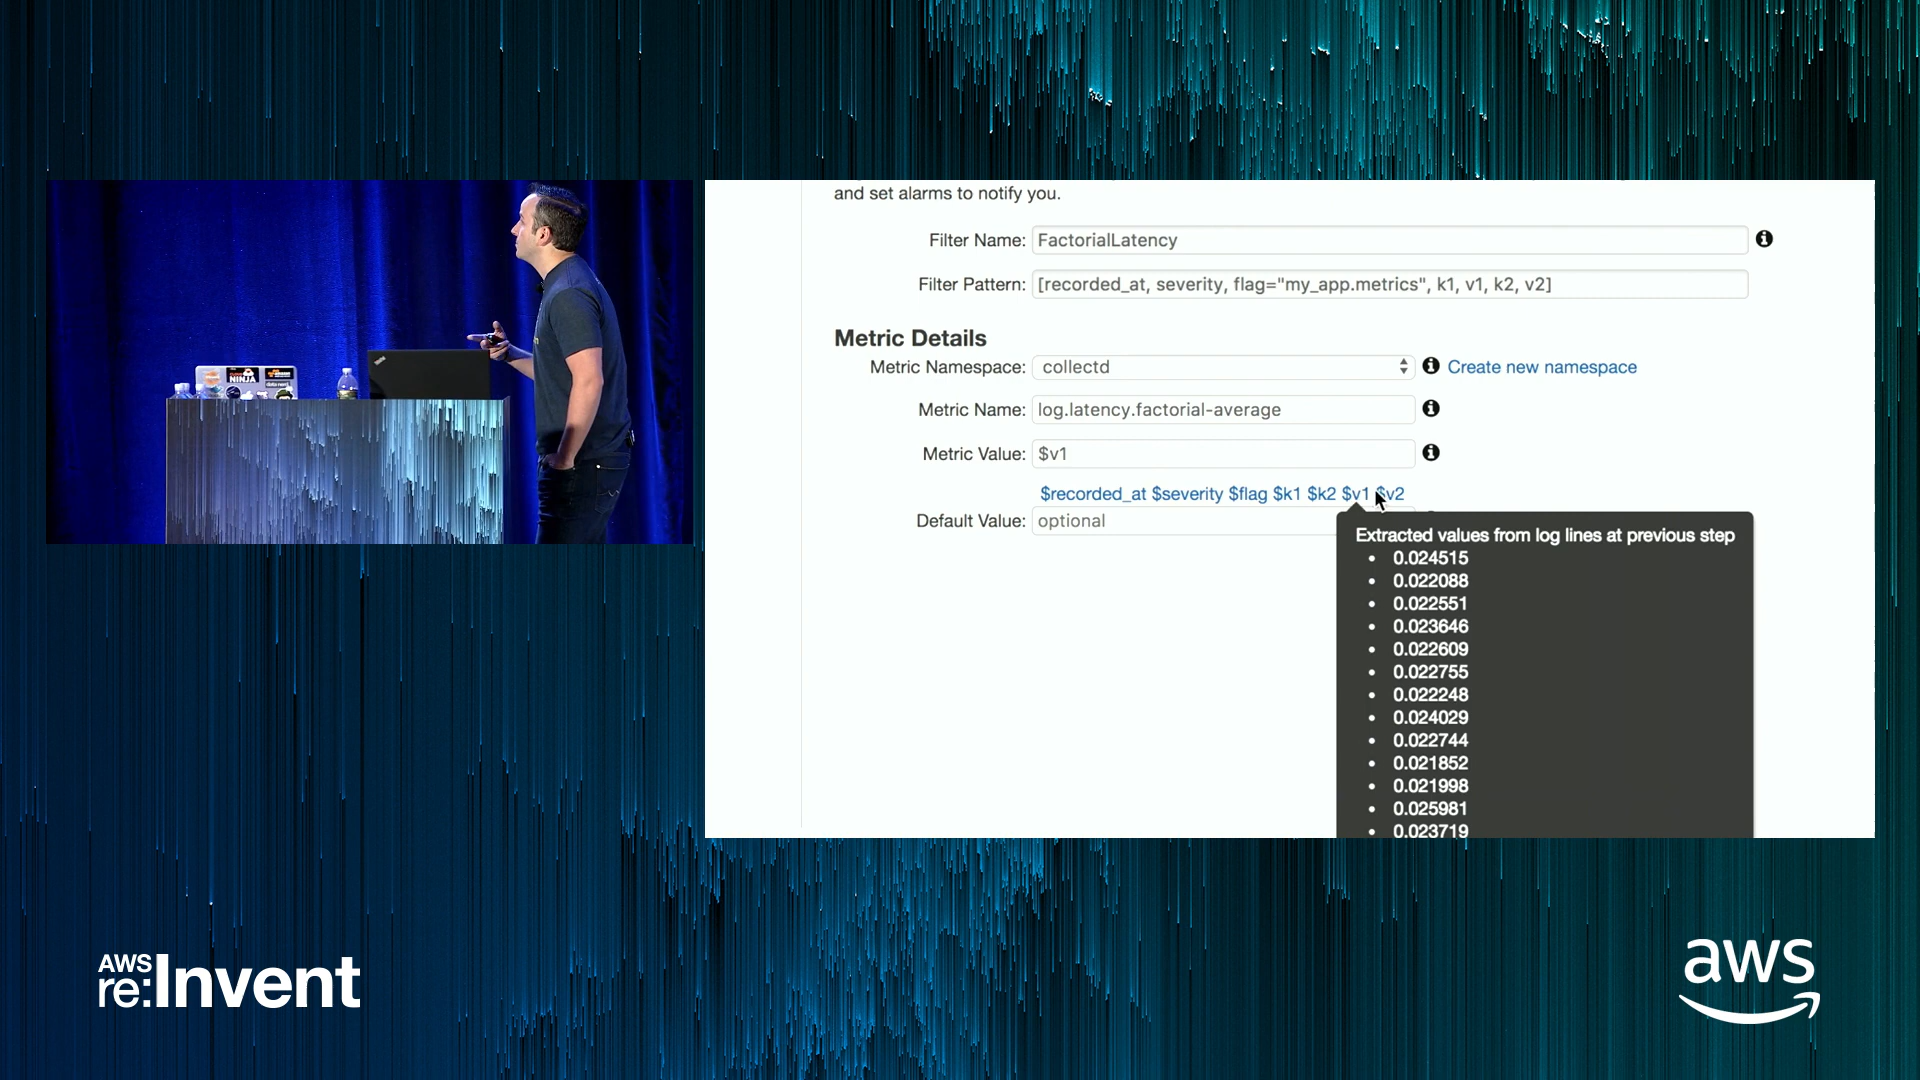 and set alarms to notify you.
Filter Name: FactorialLatency
Filter Pattern: [recorded_at, severity, flag="my_app.metrics", k1, v1, k2, v2]
Metric Details
Metric Namespace: collectd Create new namespace
Metric Name: log.latency.factorial-average
Metric Value: $v1
$recorded_at $severity $flag $k1 $k2 $v1 $v2
Default Value: optional
Extracted values from log lines at previous step
• 0.024515
• 0.022088
• 0.022551
• 0.023646
• 0.022609
• 0.022755
• 0.022248
• 0.024029
• 0.022744
• 0.021852
• 0.021998
• 0.025981
• 0.023719
NINJA
AWS
re:Invent
aws